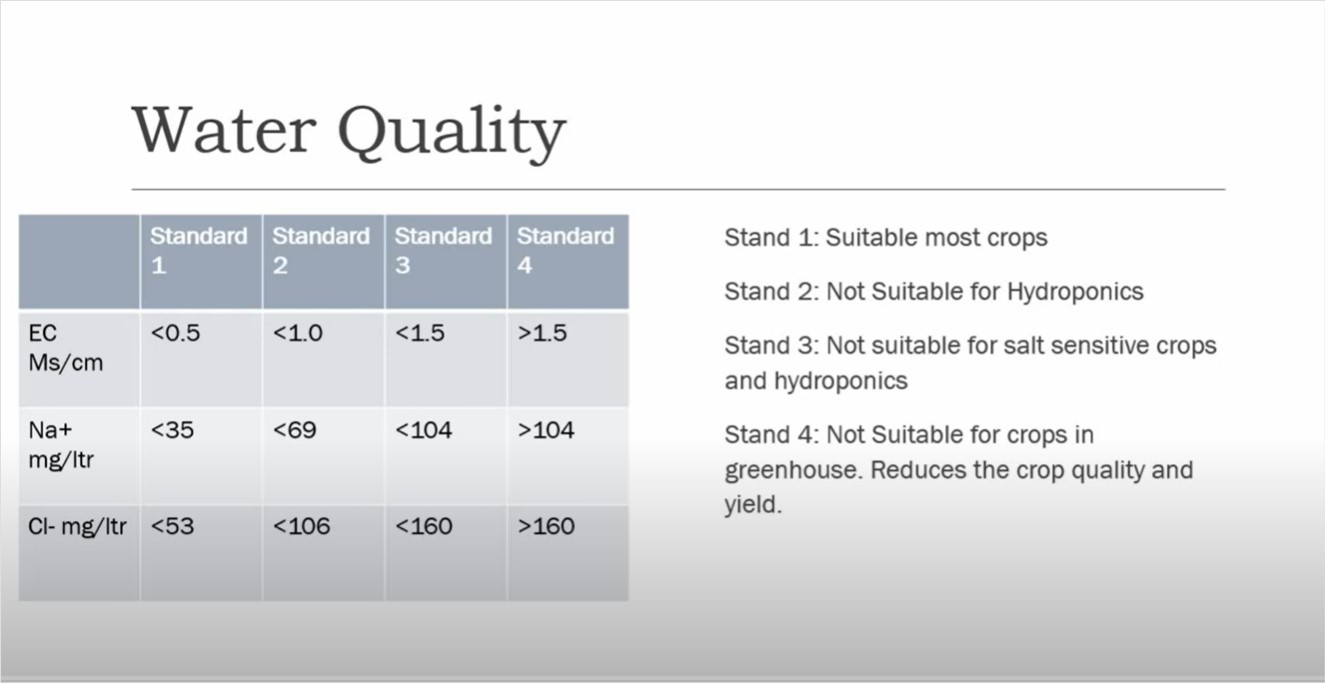 Water Quality
Standard
1
Standard
2
Standard
3
Standard
4
EC
Ms/cm
<0.5
<1.0
<1.5
>1.5
Na+
mg/ltr
<35
<69
<104
>104
Cl- mg/ltr
<53
<106
<160
>160
Stand 1: Suitable most crops
Stand 2: Not Suitable for Hydroponics
Stand 3: Not suitable for salt sensitive crops
and hydroponics
Stand 4: Not Suitable for crops in
greenhouse. Reduces the crop quality and
yield.